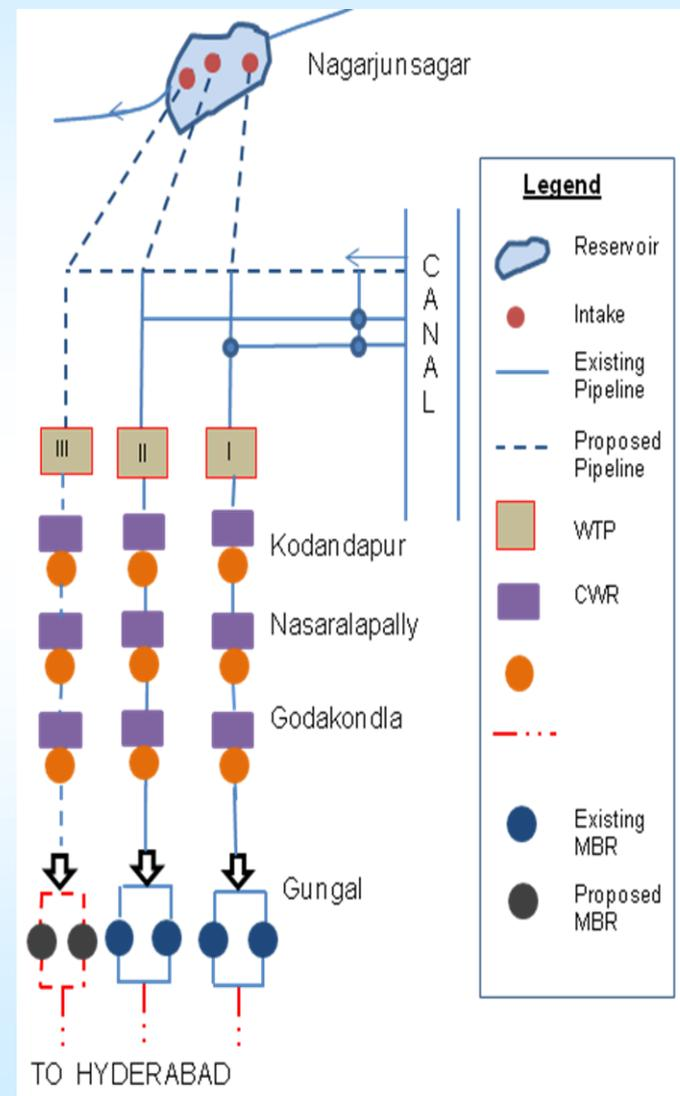 Nagarjunsagar
Legend
Reservoir
Intake
Existing
Pipeline
Proposed
Pipeline
WTP
CWR
Existing
MBR
Proposed
MBR
C
A
N
A
L
III
II
I
Kodandapur
Nasaralapally
Godakondla
Gungal
TO HYDERABAD